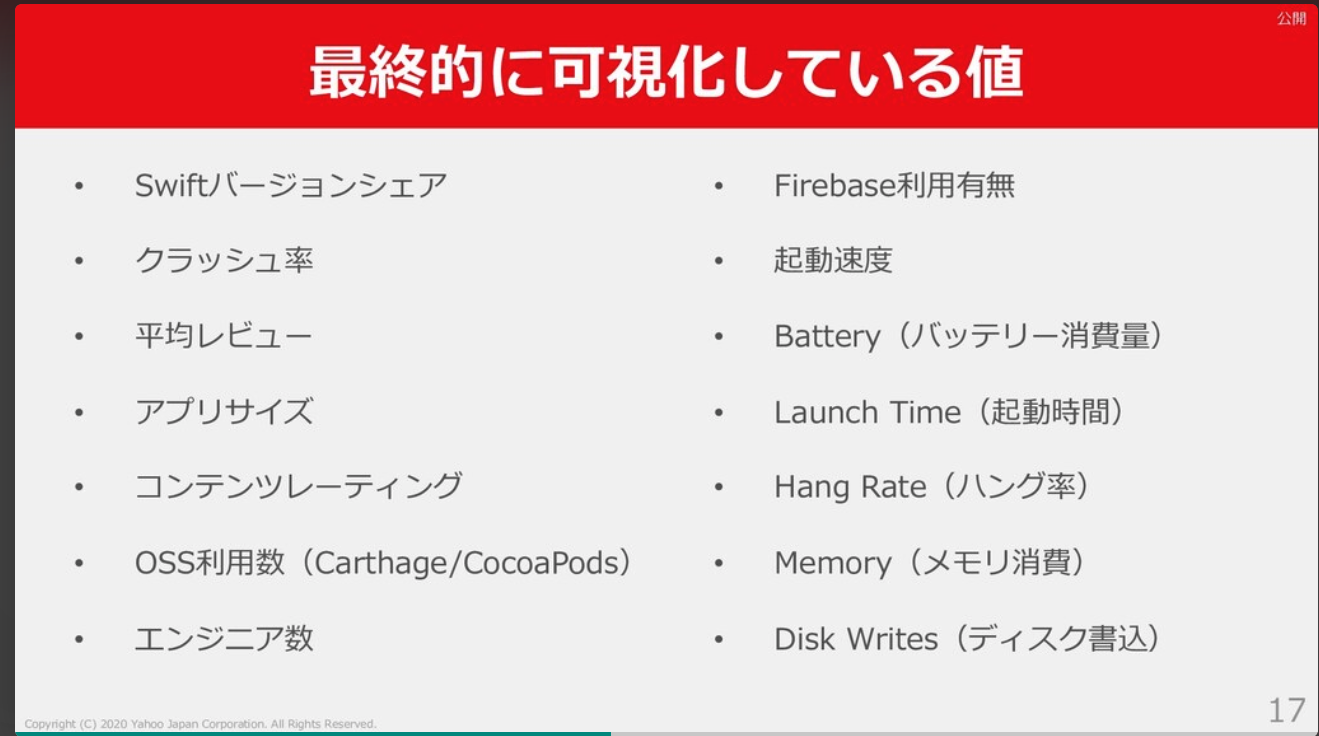 公開
最終的に可視化している値
• Swiftバージョンシェア
• クラッシュ率
• 平均レビュー
• アプリサイズ
• コンテンツレーティング
• OSS利用数（Carthage/CocoaPods）
• エンジニア数
• Firebase利用有無
• 起動速度
• Battery（バッテリー消費量）
• Launch Time（起動時間）
• Hang Rate（ハング率）
• Memory（メモリ消費）
• Disk Writes（ディスク書込）
Copyright (C) 2020 Yahoo Japan Corporation. All Rights Reserved.
17